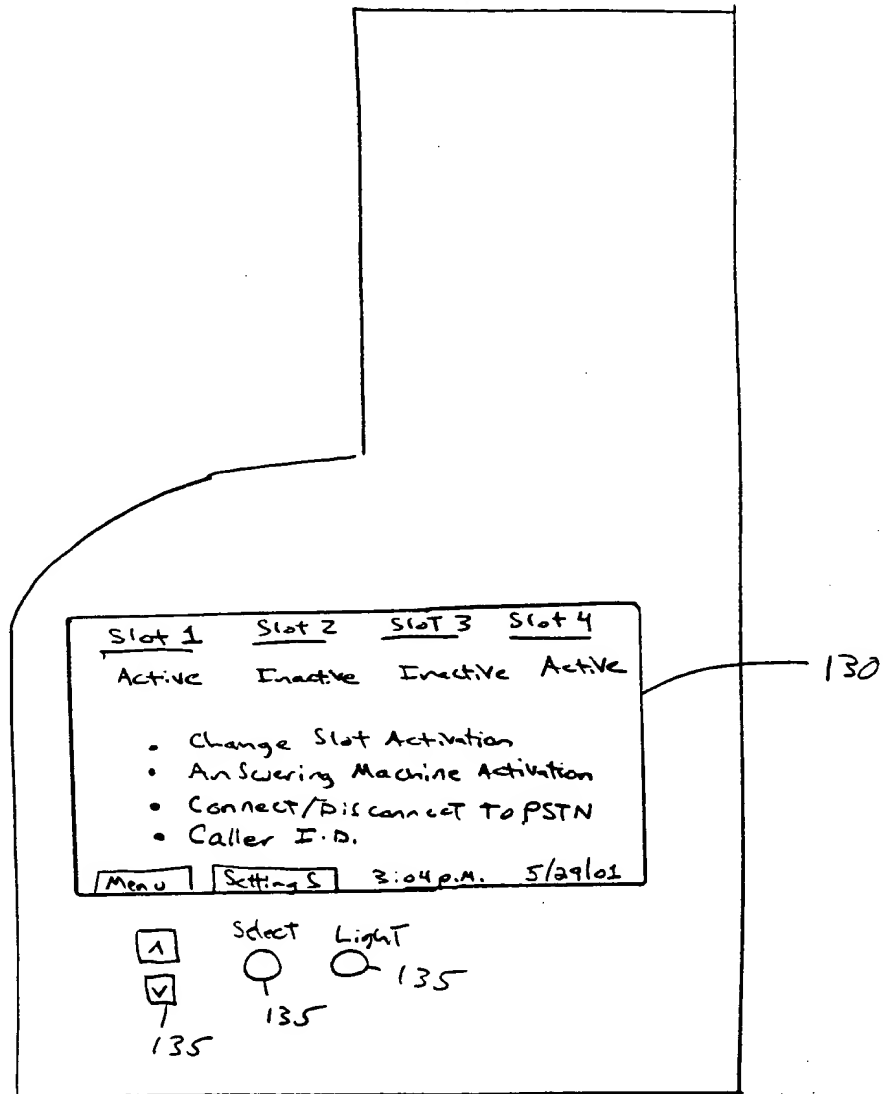 Slot 1 Slot 2 Slot 3 Slot 4
Active Inactive Inactive Active
130
• Change Slot Activation
• Answering Machine Activation
• Connect/Disconnect To PSTN
• Caller I.D.
Menu Settings 3:04 p.m. 5/29/01
Select Light
^
v
135 135 135